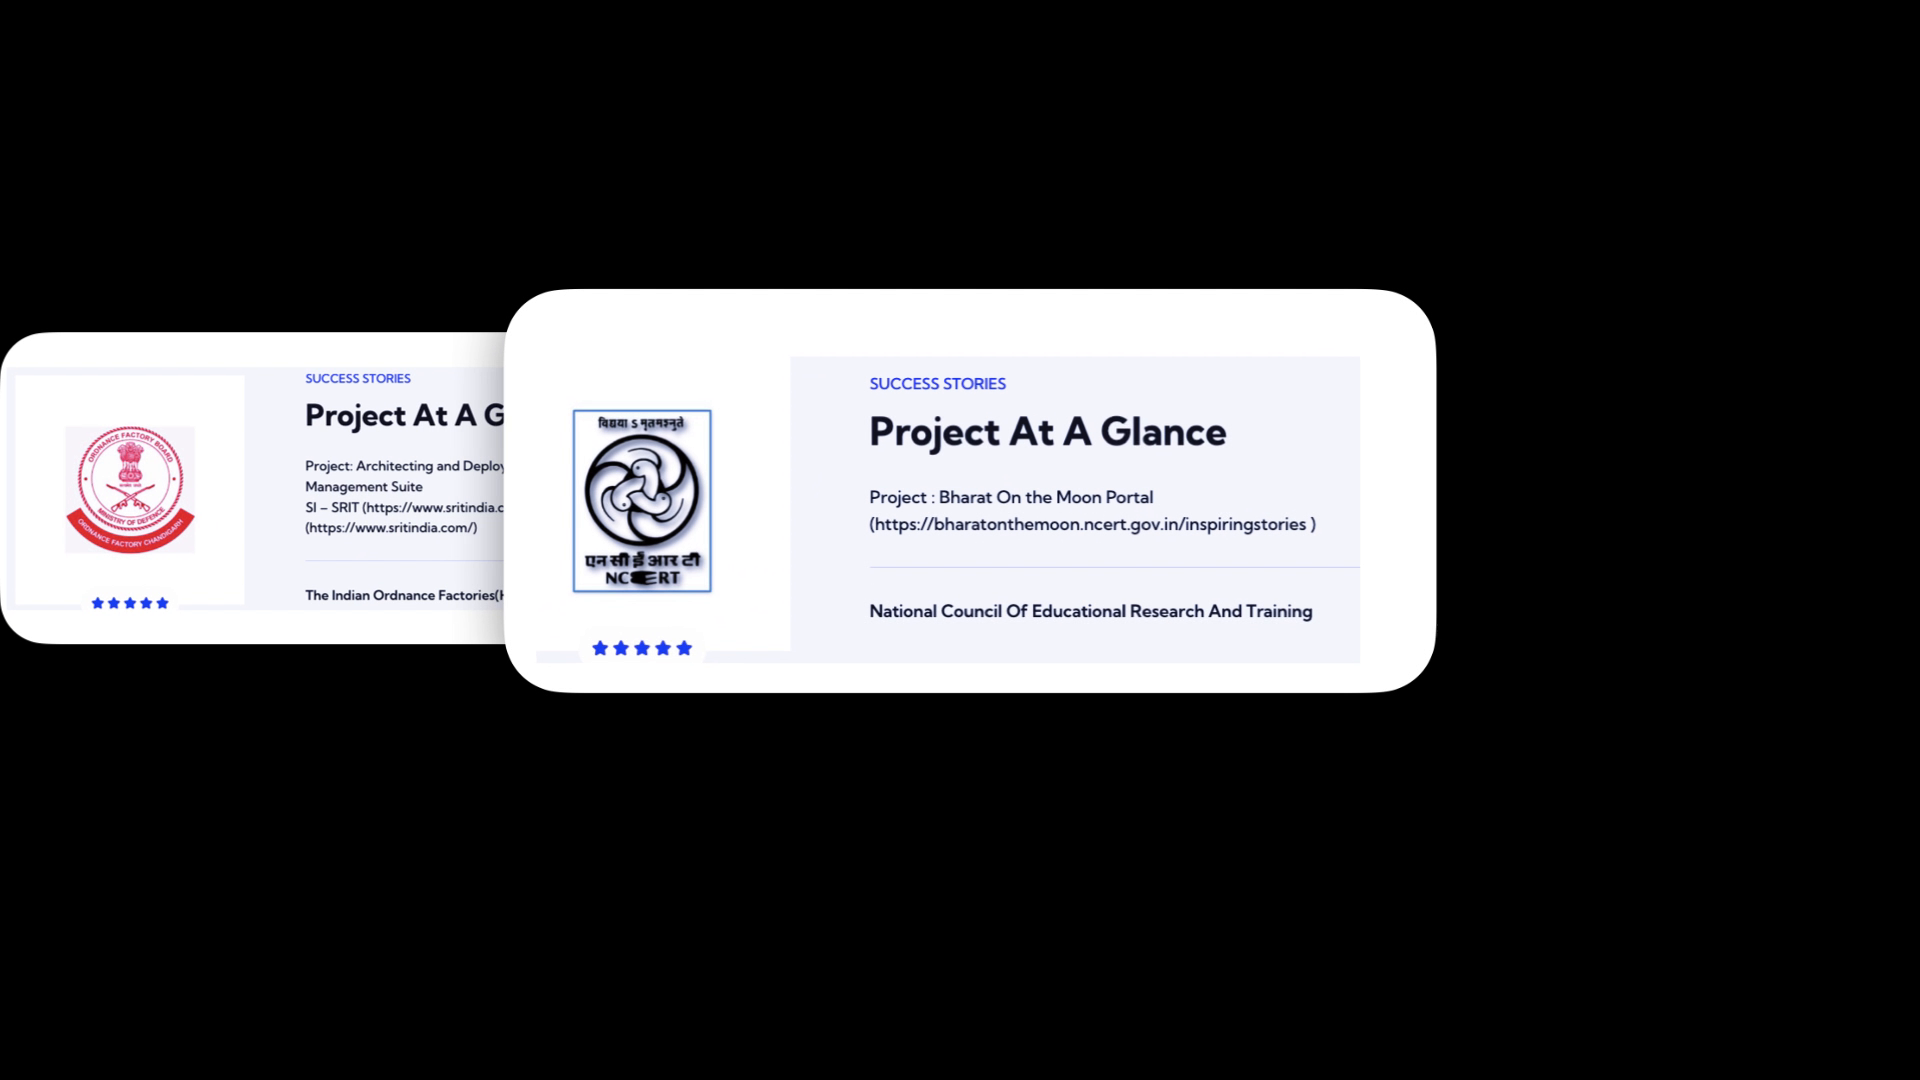 ORDNANCE FACTORY BOARD
MINISTRY OF DEFENCE
ORDNANCE FACTORY CHANDIGARH
SUCCESS STORIES
Project At A G
Project: Architecting and Deploy
Management Suite
SI – SRIT (https://www.sritindia.c
(https://www.sritindia.com/)
The Indian Ordnance Factories(
विद्यया ऽ मृतमश्नुते
एन सी ई आर टी
NCERT
SUCCESS STORIES
Project At A Glance
Project : Bharat On the Moon Portal
(https://bharatonthemoon.ncert.gov.in/inspiringstories )
National Council Of Educational Research And Training